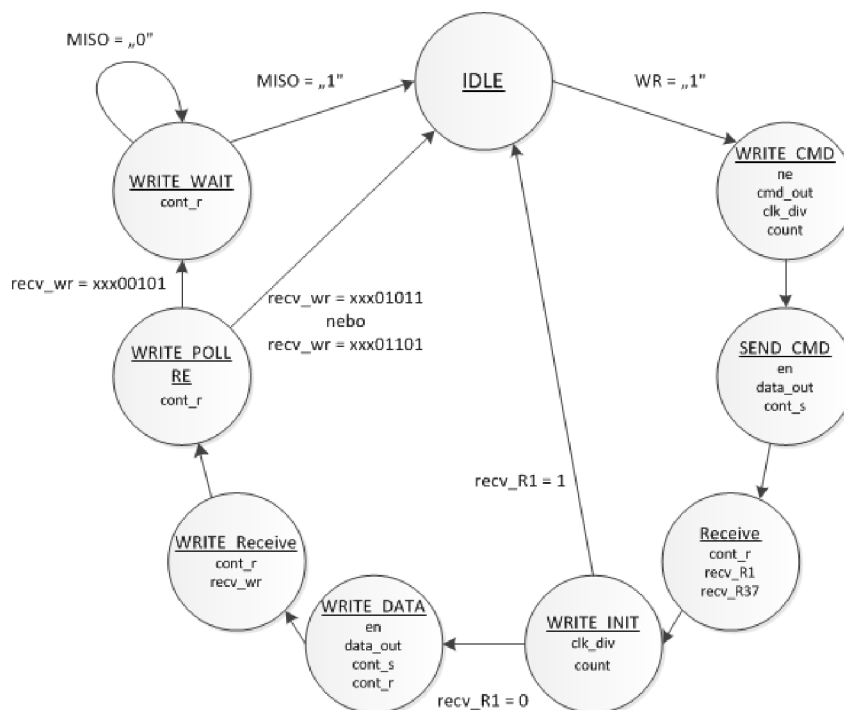 MISO = „0"
MISO = „1"
IDLE
WR = „1"
WRITE_CMD
ne
cmd_out
clk_div
count
WRITE_WAIT
cont_r
recv_wr = xxx00101
recv_wr = xxx01011
nebo
recv_wr = xxx01101
WRITE_POLL
RE
cont_r
SEND_CMD
en
data_out
cont_s
recv_R1 = 1
WRITE_Receive
cont_r
recv_wr
Receive
cont_r
recv_R1
recv_R37
WRITE_DATA
en
data_out
cont_s
cont_r
WRITE_INIT
clk_div
count
recv_R1 = 0